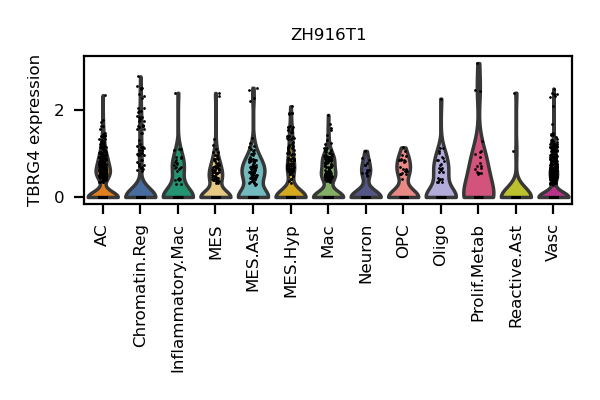 ZH916T1
TBRG4 expression
2
0
AC
Chromatin.Reg
Inflammatory.Mac
MES
MES.Ast
MES.Hyp
Mac
Neuron
OPC
Oligo
Prolif.Metab
Reactive.Ast
Vasc